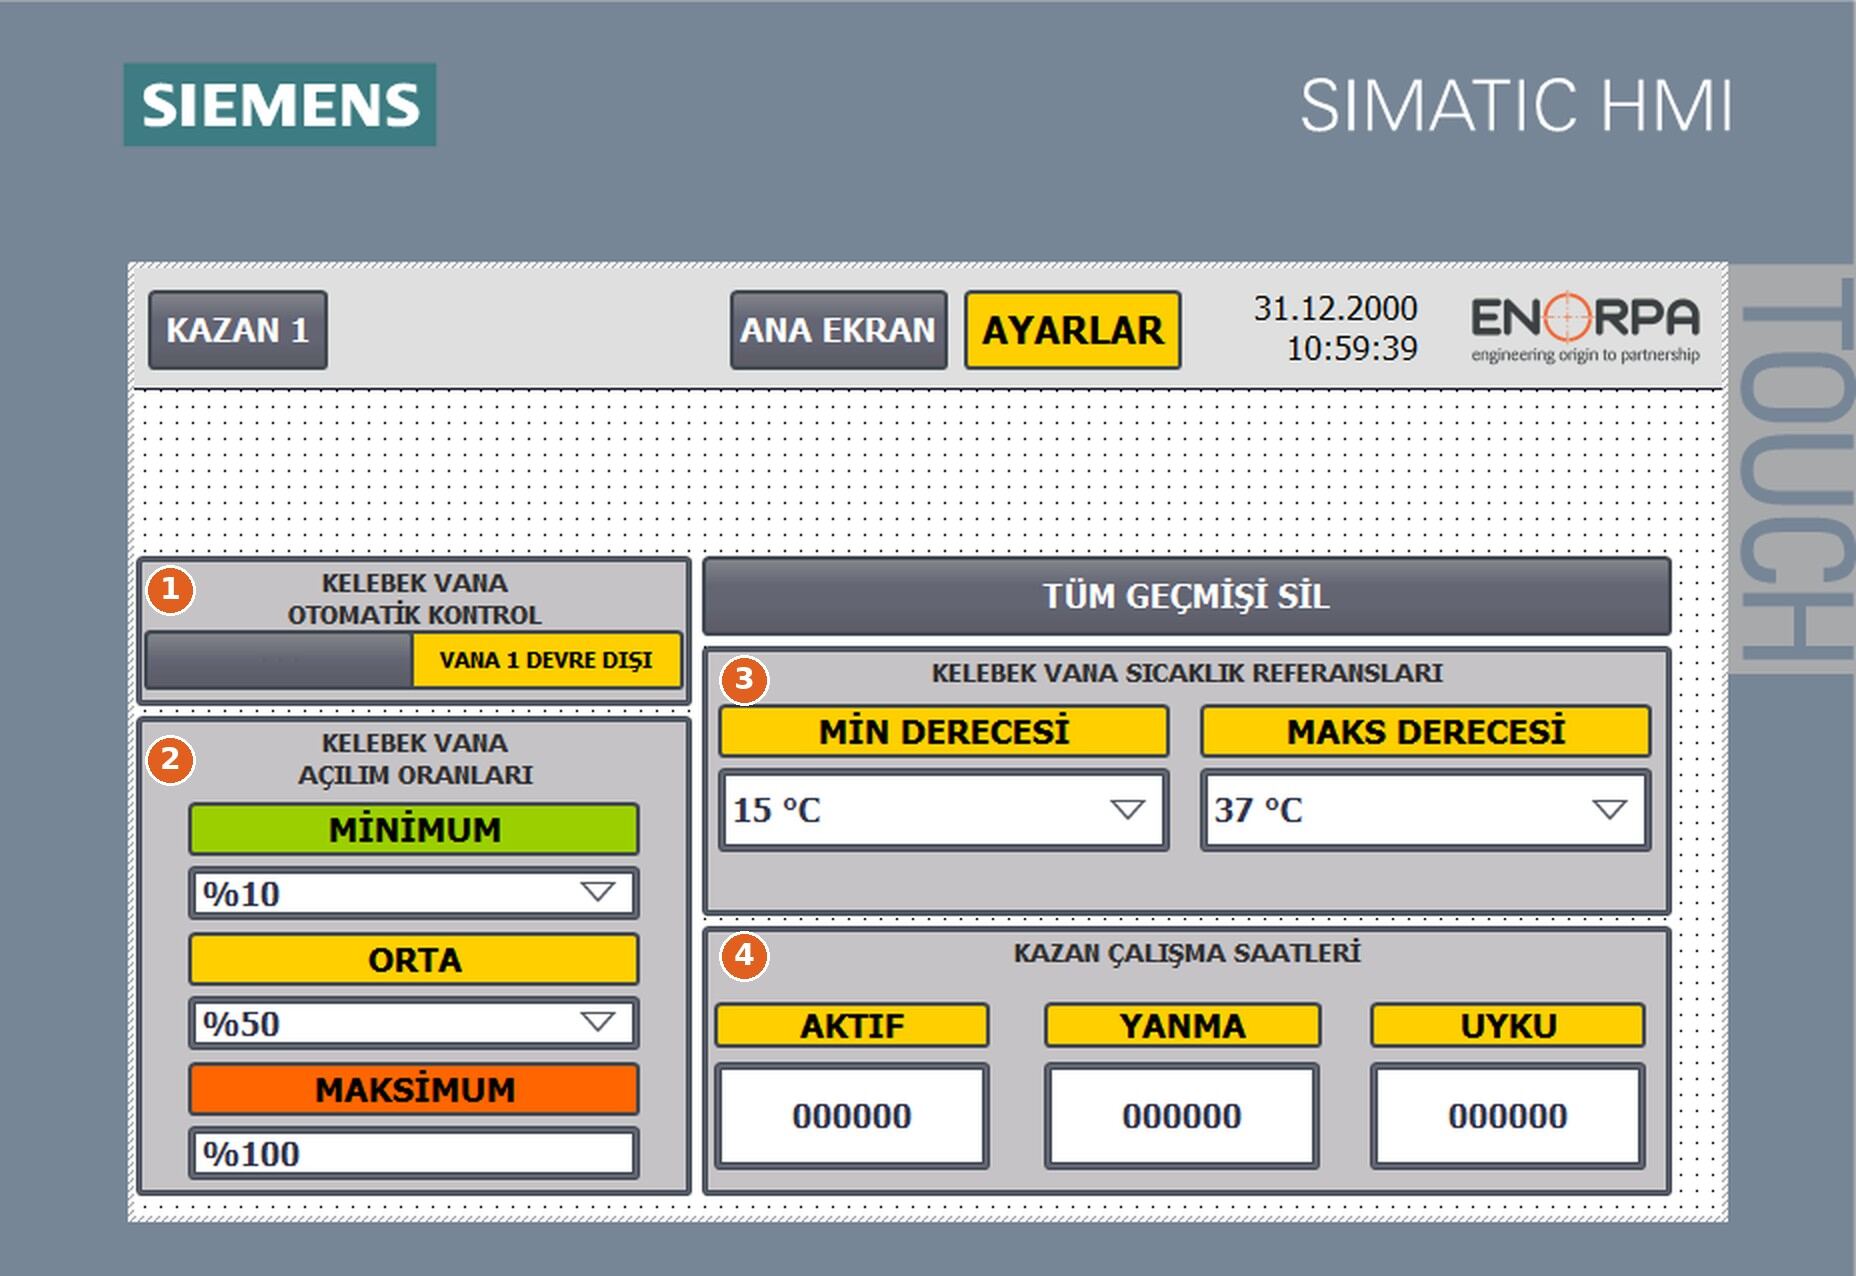 SIEMENS
SIMATIC HMI
TOUCH
KAZAN 1
ANA EKRAN
AYARLAR
31.12.2000
10:59:39
ENORPA
engineering origin to partnership
1
KELEBEK VANA
OTOMATİK KONTROL
VANA 1 DEVRE DIŞI
2
KELEBEK VANA
AÇILIM ORANLARI
MİNİMUM
%10
ORTA
%50
MAKSİMUM
%100
TÜM GEÇMİŞİ SİL
3
KELEBEK VANA SICAKLIK REFERANSLARI
MİN DERECESİ
MAKS DERECESİ
15 °C
37 °C
4
KAZAN ÇALIŞMA SAATLERİ
AKTIF
YANMA
UYKU
000000
000000
000000